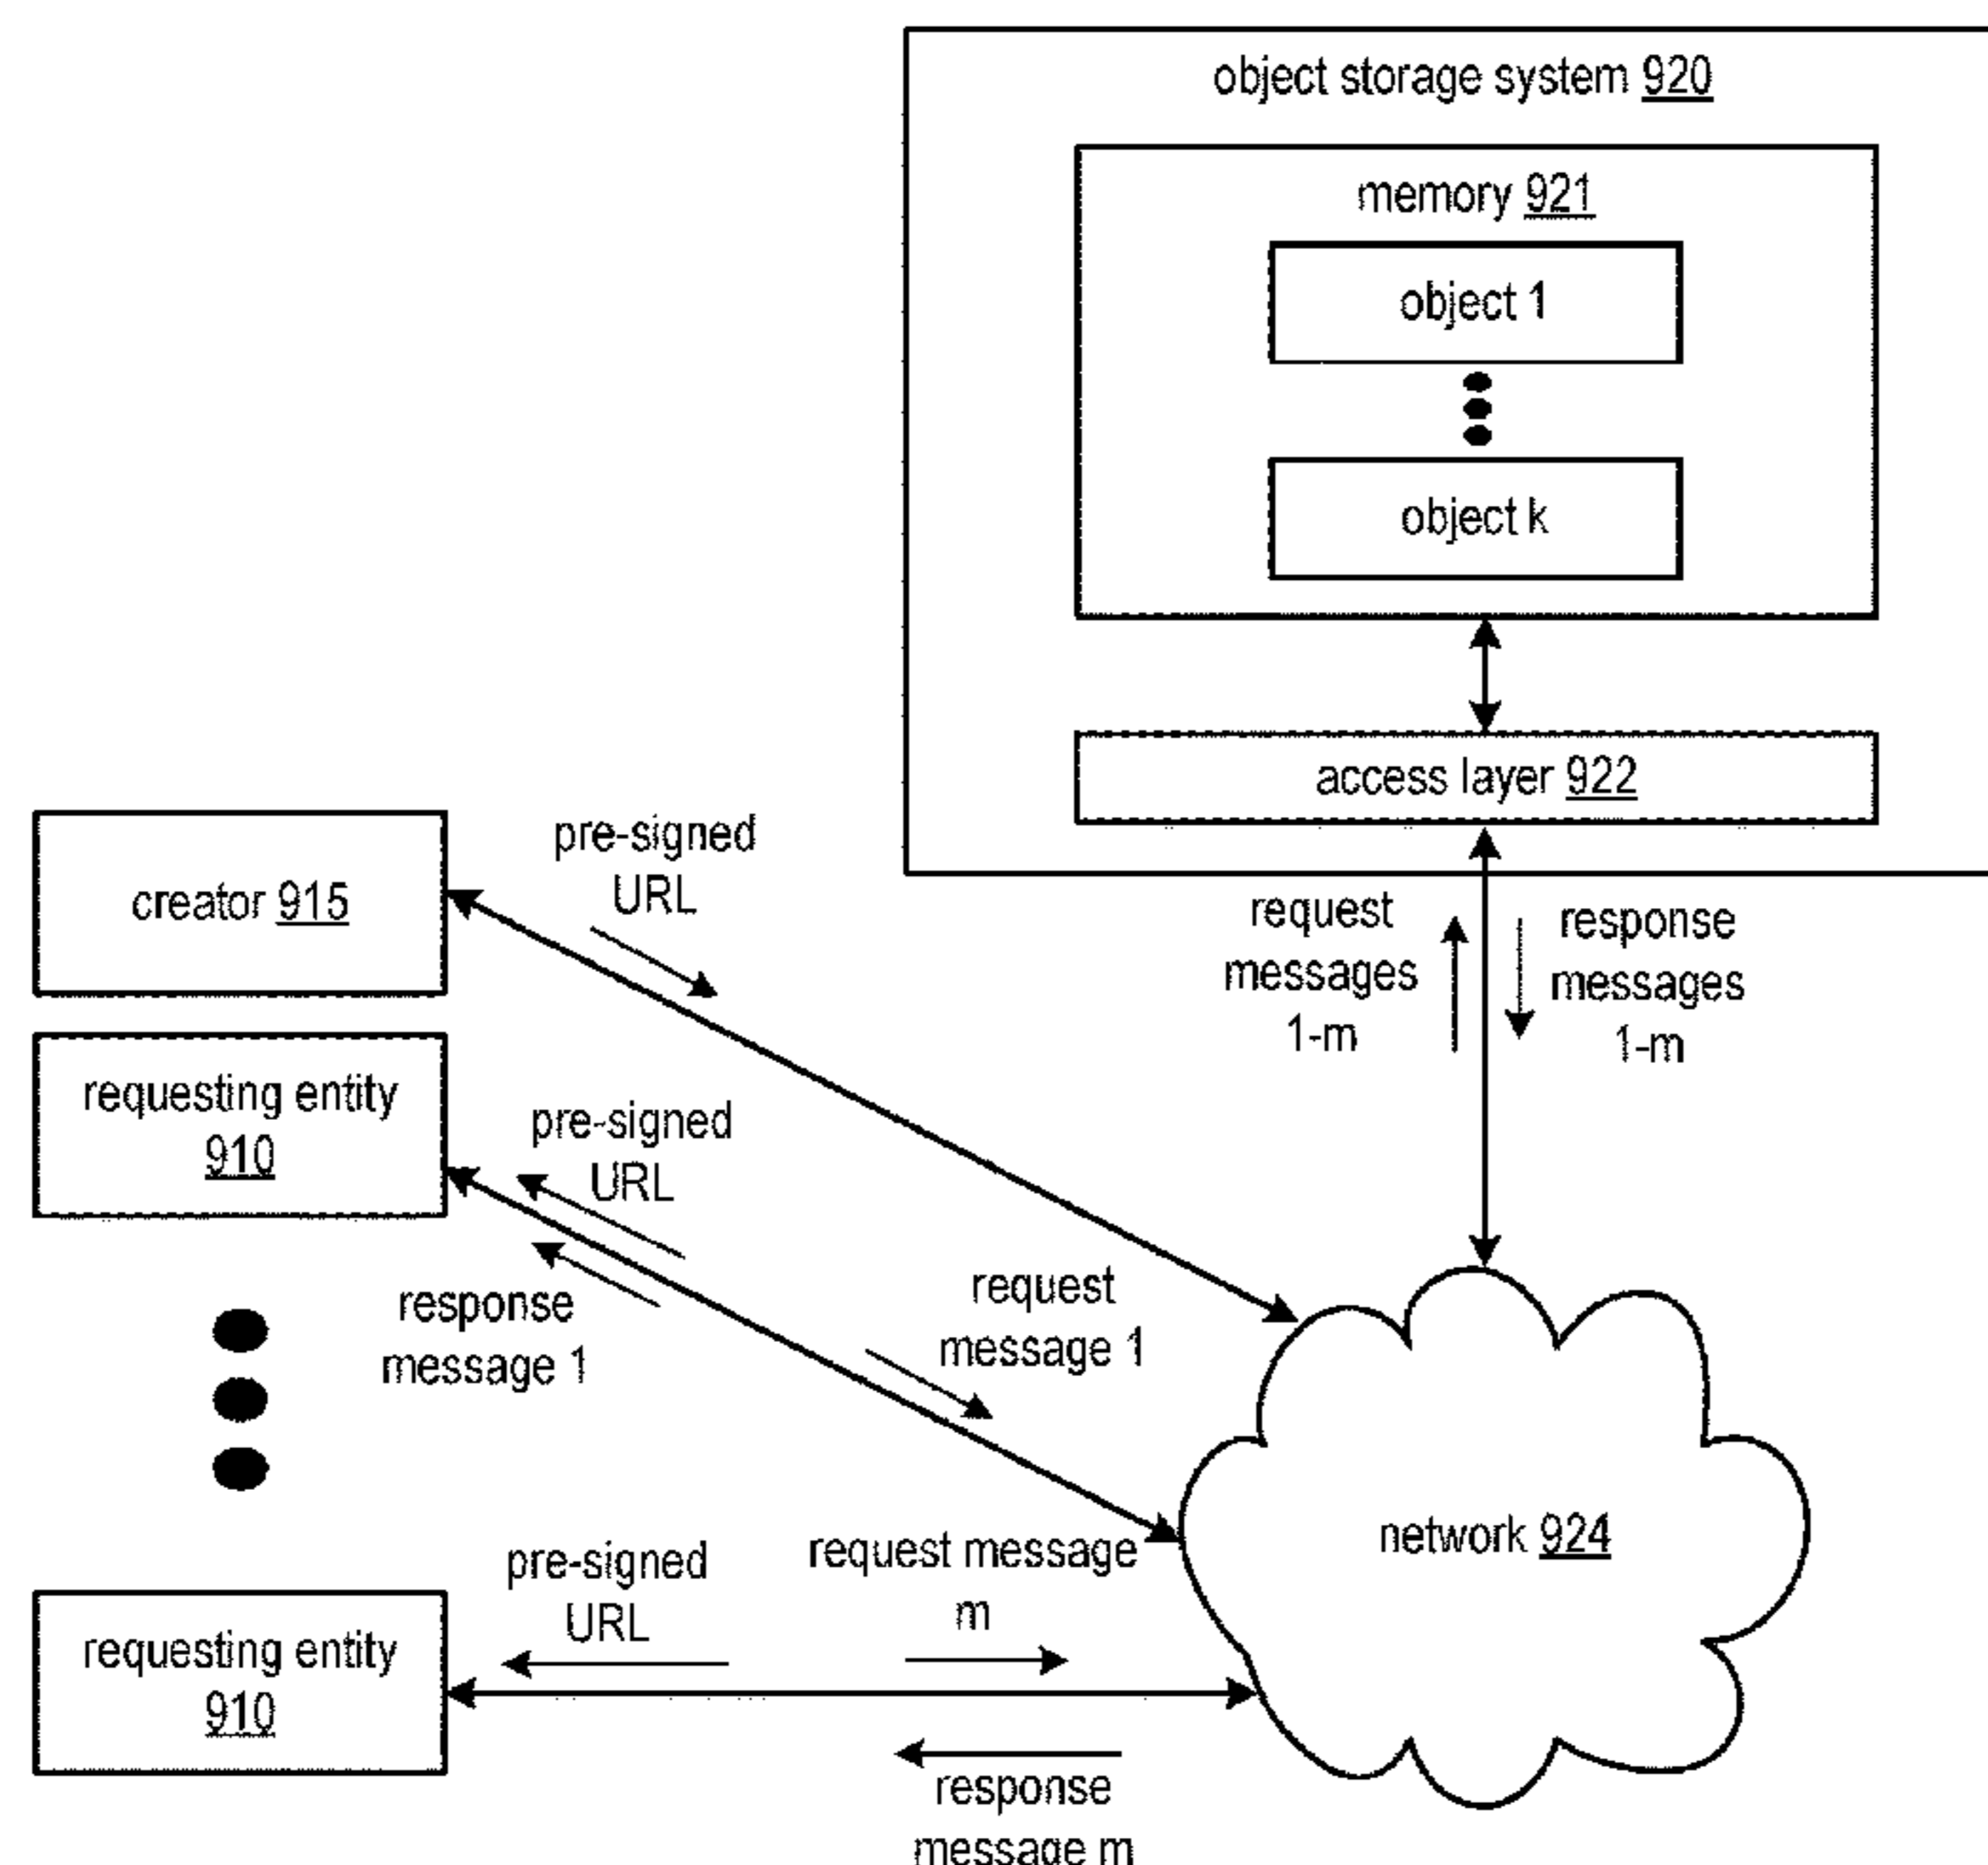 object storage system 920
memory 921
object 1
object k
access layer 922
creator 915
pre-signed
URL
request
messages
1-m
response
messages
1-m
requesting entity
910
pre-signed
URL
response
message 1
request
message 1
network 924
pre-signed
URL
request message
m
requesting entity
910
response
message m